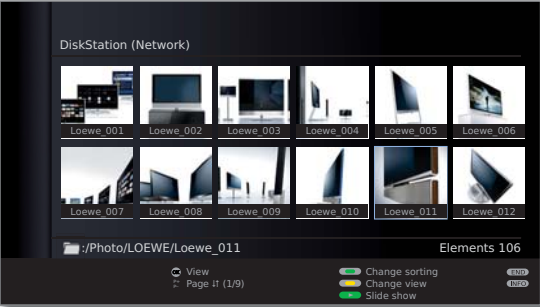 DiskStation (Network)
Loewe_001 Loewe_002 Loewe_003 Loewe_004 Loewe_005 Loewe_006
Loewe_007 Loewe_008 Loewe_009 Loewe_010 Loewe_011 Loewe_012
:/Photo/LOEWE/Loewe_011 Elements 106
OK View Change sorting END
Page ↓↑ (1/9) Change view INFO
Slide show